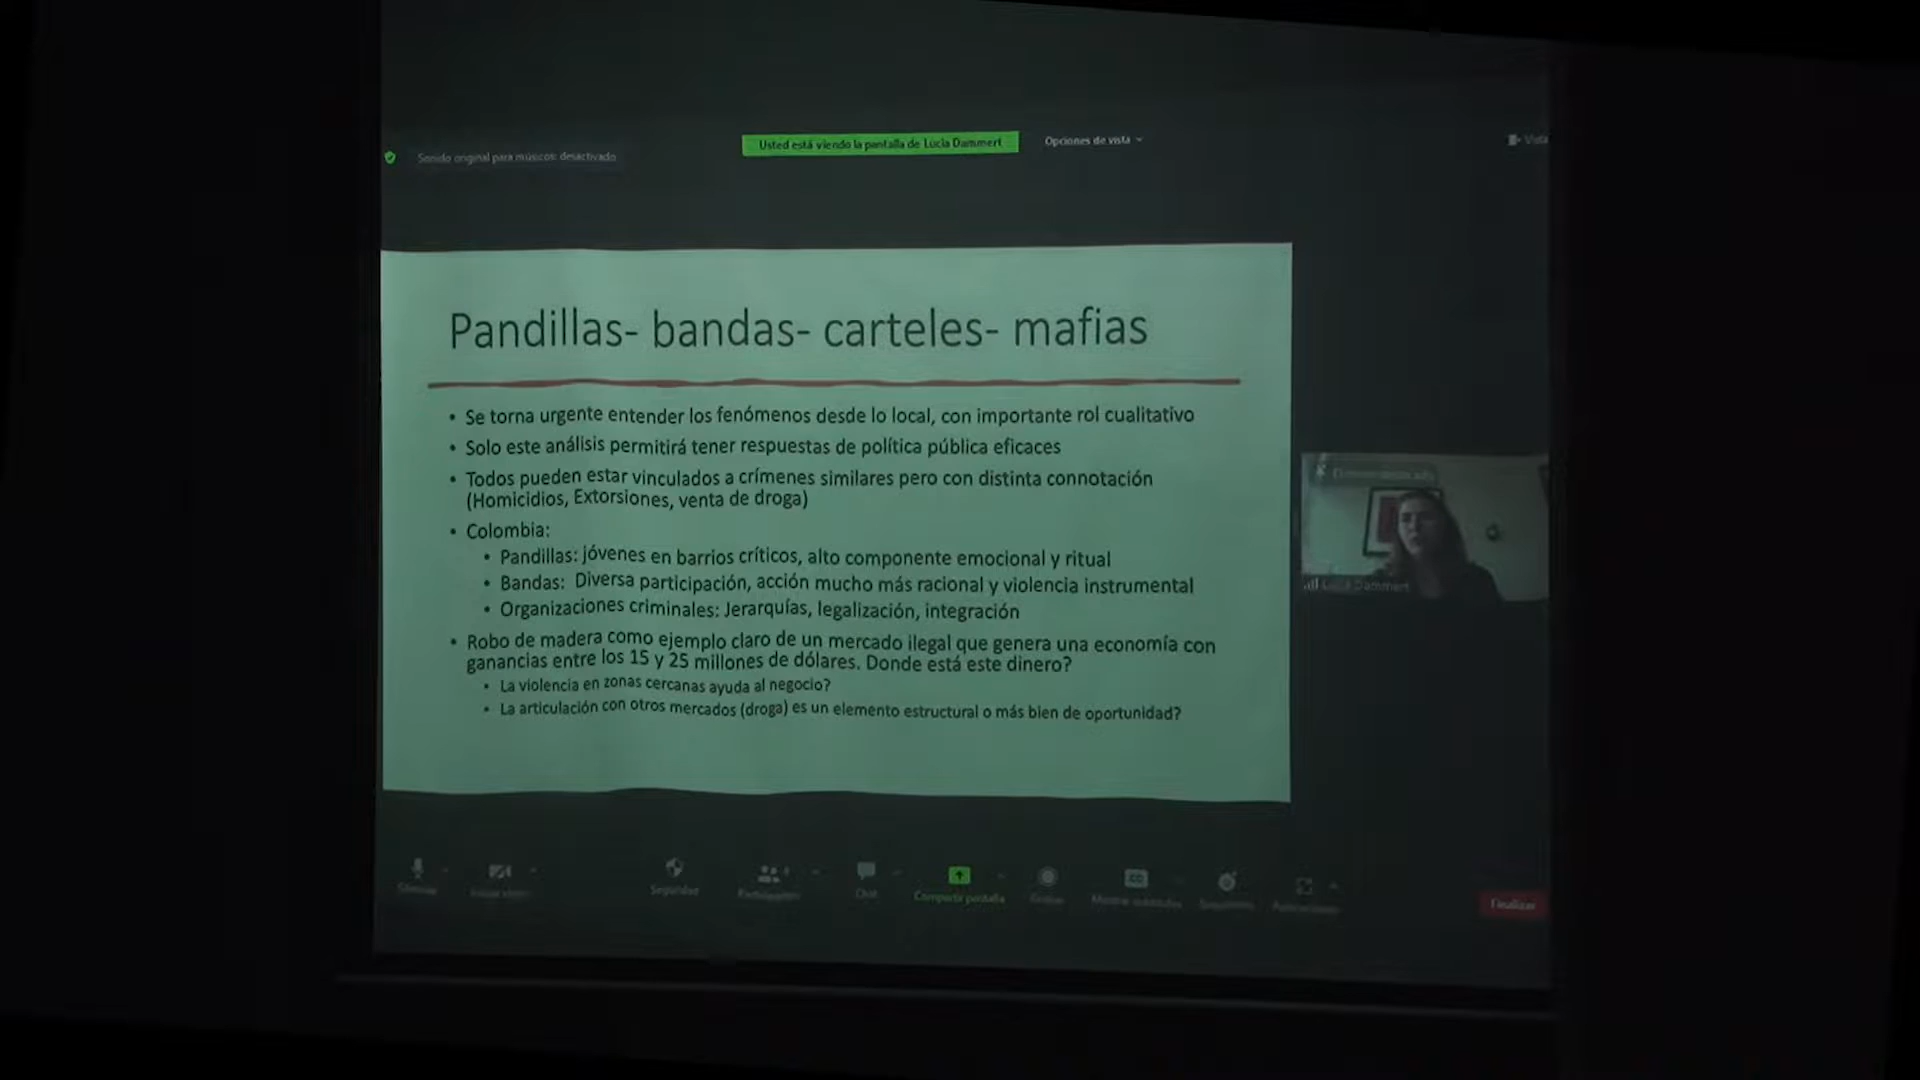 Sonido original para músicos: desactivado
Usted está viendo la pantalla de Lucía Dammert
Opciones de vista
Vista
Pandillas- bandas- carteles- mafias
• Se torna urgente entender los fenómenos desde lo local, con importante rol cualitativo
• Solo este análisis permitirá tener respuestas de política pública eficaces
• Todos pueden estar vinculados a crímenes similares pero con distinta connotación
(Homicidios, Extorsiones, venta de droga)
• Colombia:
• Pandillas: jóvenes en barrios críticos, alto componente emocional y ritual
• Bandas: Diversa participación, acción mucho más racional y violencia instrumental
• Organizaciones criminales: Jerarquías, legalización, integración
• Robo de madera como ejemplo claro de un mercado ilegal que genera una economía con
ganancias entre los 15 y 25 millones de dólares. Donde está este dinero?
• La violencia en zonas cercanas ayuda al negocio?
• La articulación con otros mercados (droga) es un elemento estructural o más bien de oportunidad?
Lucía Dammert
Seguridad
Participantes
Chat
Compartir pantalla
Mostrar subtítulos
Finalizar